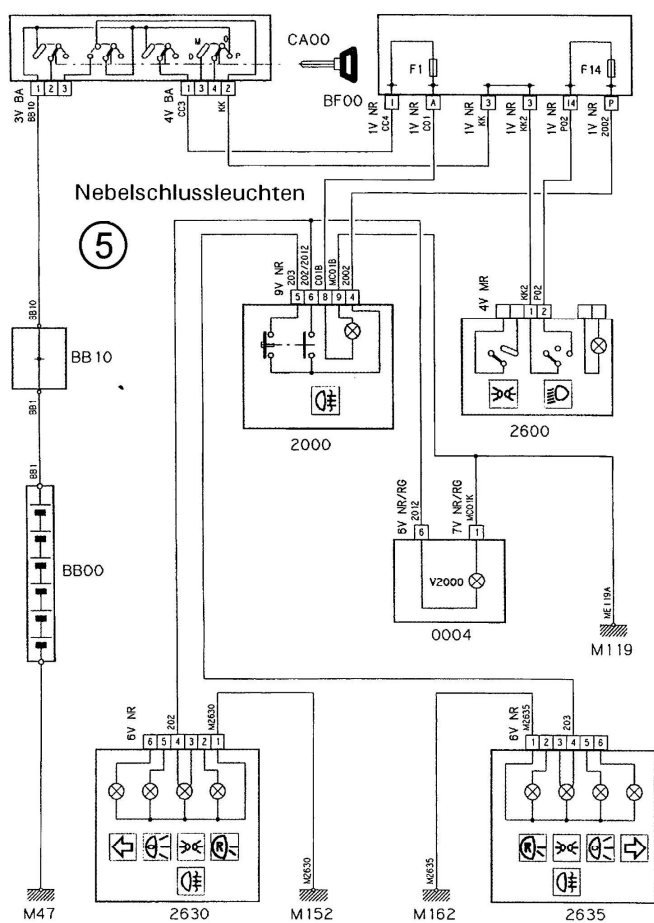 M
O
D
P
CA00
F1
F14
BF00
3V BA
BB10
1 2 3
4V BA
CC3
1 3 4 2
KK
1V NR
CC4
I
1V NR
C01
A
1V NR
KK
3
1V NR
KK2
3
1V NR
P02
14
1V NR
2002
P
Nebelschlussleuchten
5
9V NR
203
202/2012
C01B
MC01B
2002
5 6 8 9 4
2000
4V MR
KK2
P02
1 2
2600
BB10
BB10
BB1
BB1
BB00
6V NR/RG
2012
6
7V NR/RG
MC01K
1
V2000
0004
ME119A
M119
6V NR
202
M2630
6 5 4 3 2 1
R
2630
M2630
M152
M47
6V NR
M2635
203
1 2 3 4 5 6
R
2635
M2635
M162